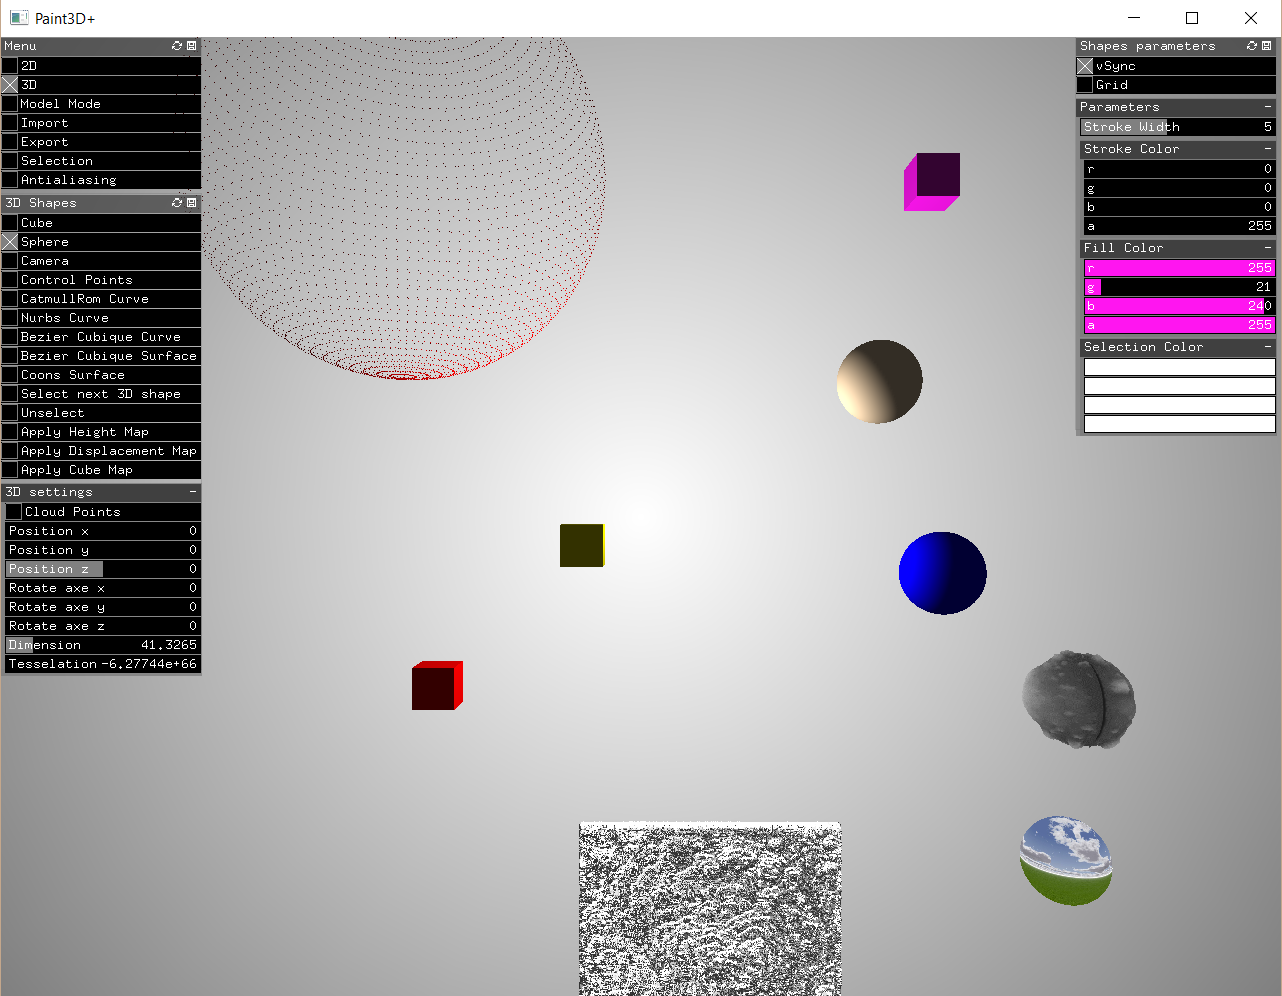 Paint3D+
Menu
2D
3D
Model Mode
Import
Export
Selection
Antialiasing
3D Shapes
Cube
Sphere
Camera
Control Points
CatmullRom Curve
Nurbs Curve
Bezier Cubique Curve
Bezier Cubique Surface
Coons Surface
Select next 3D shape
Unselect
Apply Height Map
Apply Displacement Map
Apply Cube Map
3D settings
Cloud Points
Position x 0
Position y 0
Position z 0
Rotate axe x 0
Rotate axe y 0
Rotate axe z 0
Dimension 41.3265
Tesselation -6.27744e+66
Shapes parameters
vSync
Grid
Parameters
Stroke Width 5
Stroke Color
r 0
g 0
b 0
a 255
Fill Color
r 255
g 21
b 240
a 255
Selection Color